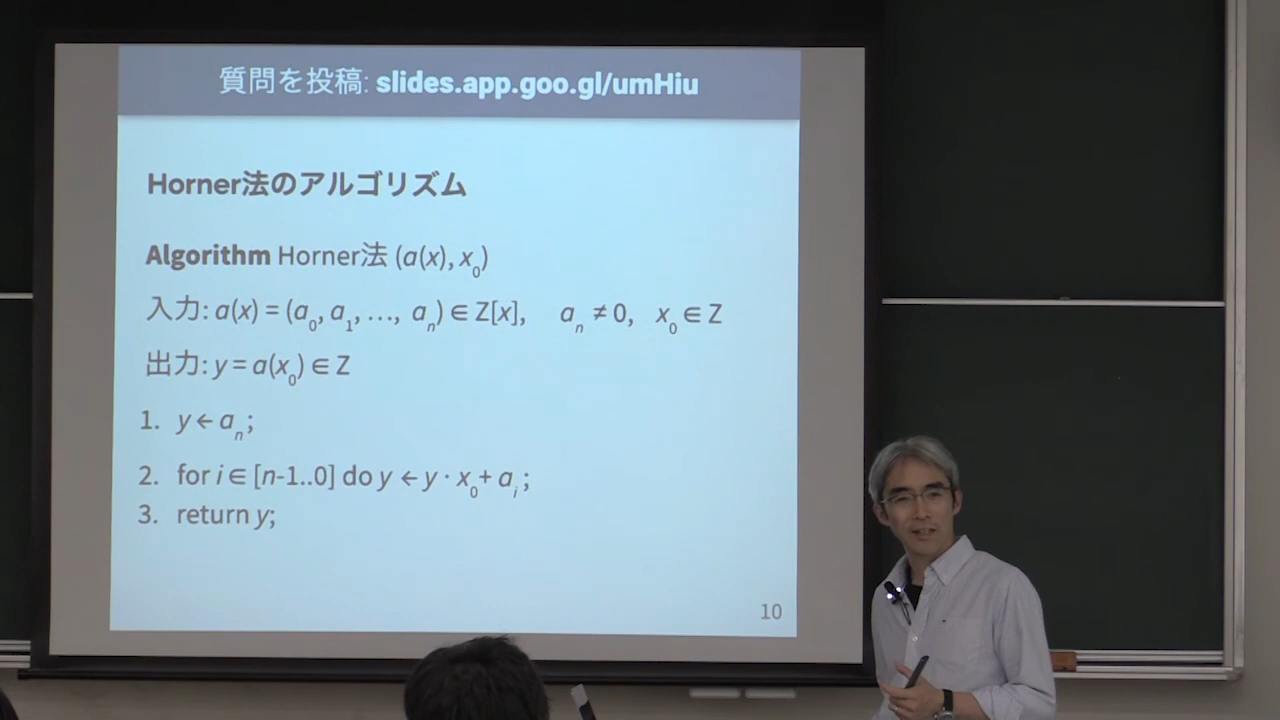 質問を投稿: slides.app.goo.gl/umHiu
Horner法のアルゴリズム
Algorithm Horner法 (a(x), x₀)
入力: a(x) = (a₀, a₁, …, aₙ) ∈ Z[x], aₙ ≠ 0, x₀ ∈ Z
出力: y = a(x₀) ∈ Z
1. y ← aₙ;
2. for i ∈ [n-1..0] do y ← y · x₀ + aᵢ;
3. return y;
10